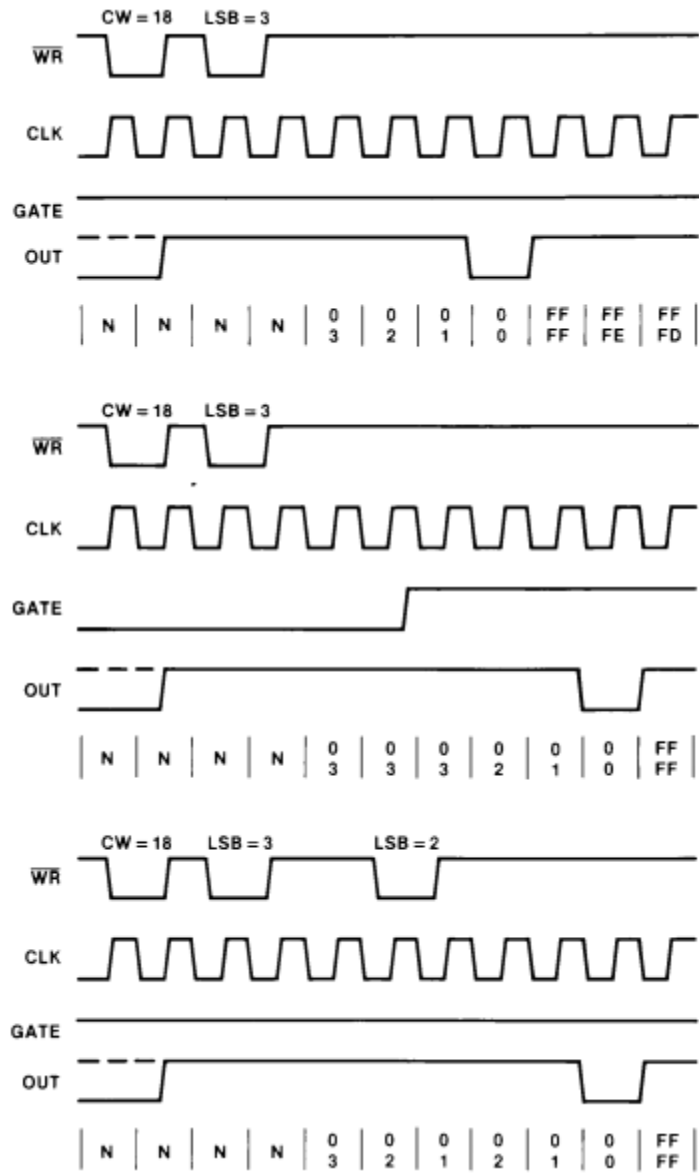 CW = 18 LSB = 3
WR
CLK
GATE
OUT
N N N N 0 0 0 0 FF FF FF
3 2 1 0 FF FE FD
CW = 18 LSB = 3
WR
CLK
GATE
OUT
N N N N 0 0 0 0 0 0 FF
3 3 3 2 1 0 FF
CW = 18 LSB = 3 LSB = 2
WR
CLK
GATE
OUT
N N N N 0 0 0 0 0 0 FF
3 2 1 2 1 0 FF